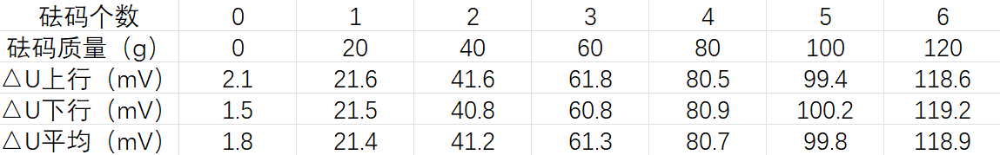 砝码个数 0 1 2 3 4 5 6
砝码质量（g） 0 20 40 60 80 100 120
△U上行（mV） 2.1 21.6 41.6 61.8 80.5 99.4 118.6
△U下行（mV） 1.5 21.5 40.8 60.8 80.9 100.2 119.2
△U平均（mV） 1.8 21.4 41.2 61.3 80.7 99.8 118.9